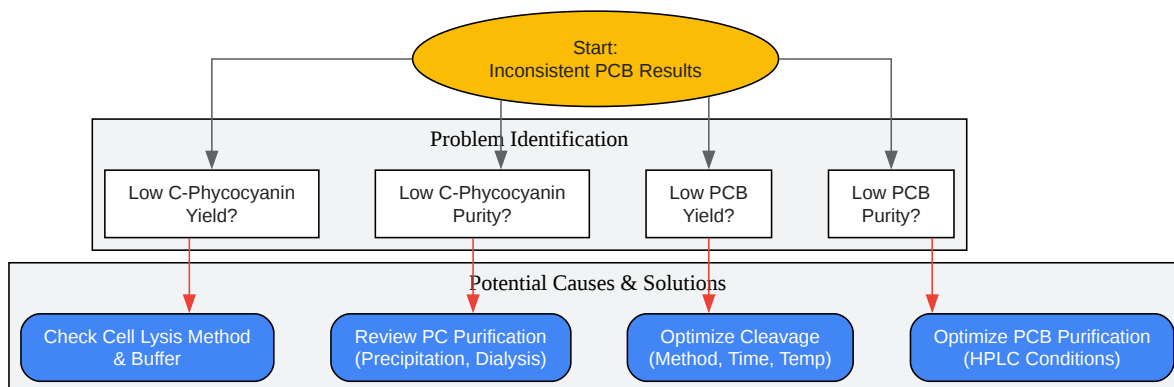 Start:
Inconsistent PCB Results
Problem Identification
Low C-Phycocyanin
Yield?
Low C-Phycocyanin
Purity?
Low PCB
Yield?
Low PCB
Purity?
Potential Causes & Solutions
Check Cell Lysis Method
& Buffer
Review PC Purification
(Precipitation, Dialysis)
Optimize Cleavage
(Method, Time, Temp)
Optimize PCB Purification
(HPLC Conditions)